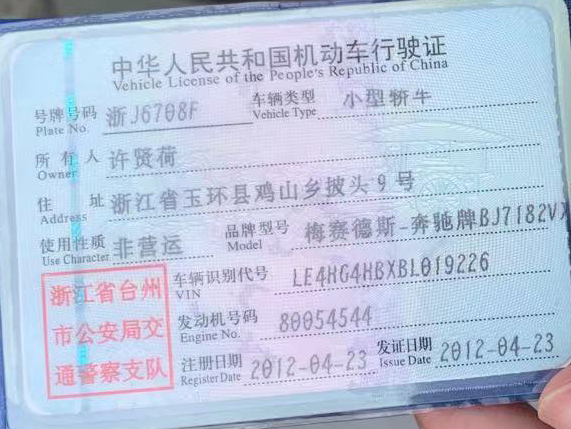 中华人民共和国机动车行驶证
Vehicle License of the People's Republic of China
号牌号码 浙J6708F 车辆类型 小型轿车
Plate No. Vehicle Type
所有人 许贤荷
Owner
住址 浙江省玉环县鸡山乡披头9号
Address
使用性质 非营运 品牌型号 梅赛德斯-奔驰牌BJ7182VX
Use Character Model
浙江省台州
市公安局交
通警察支队
车辆识别代号 LE4HG4HBXBL019226
VIN
发动机号码 80054544
Engine No.
注册日期 2012-04-23 发证日期 2012-04-23
Register Date Issue Date